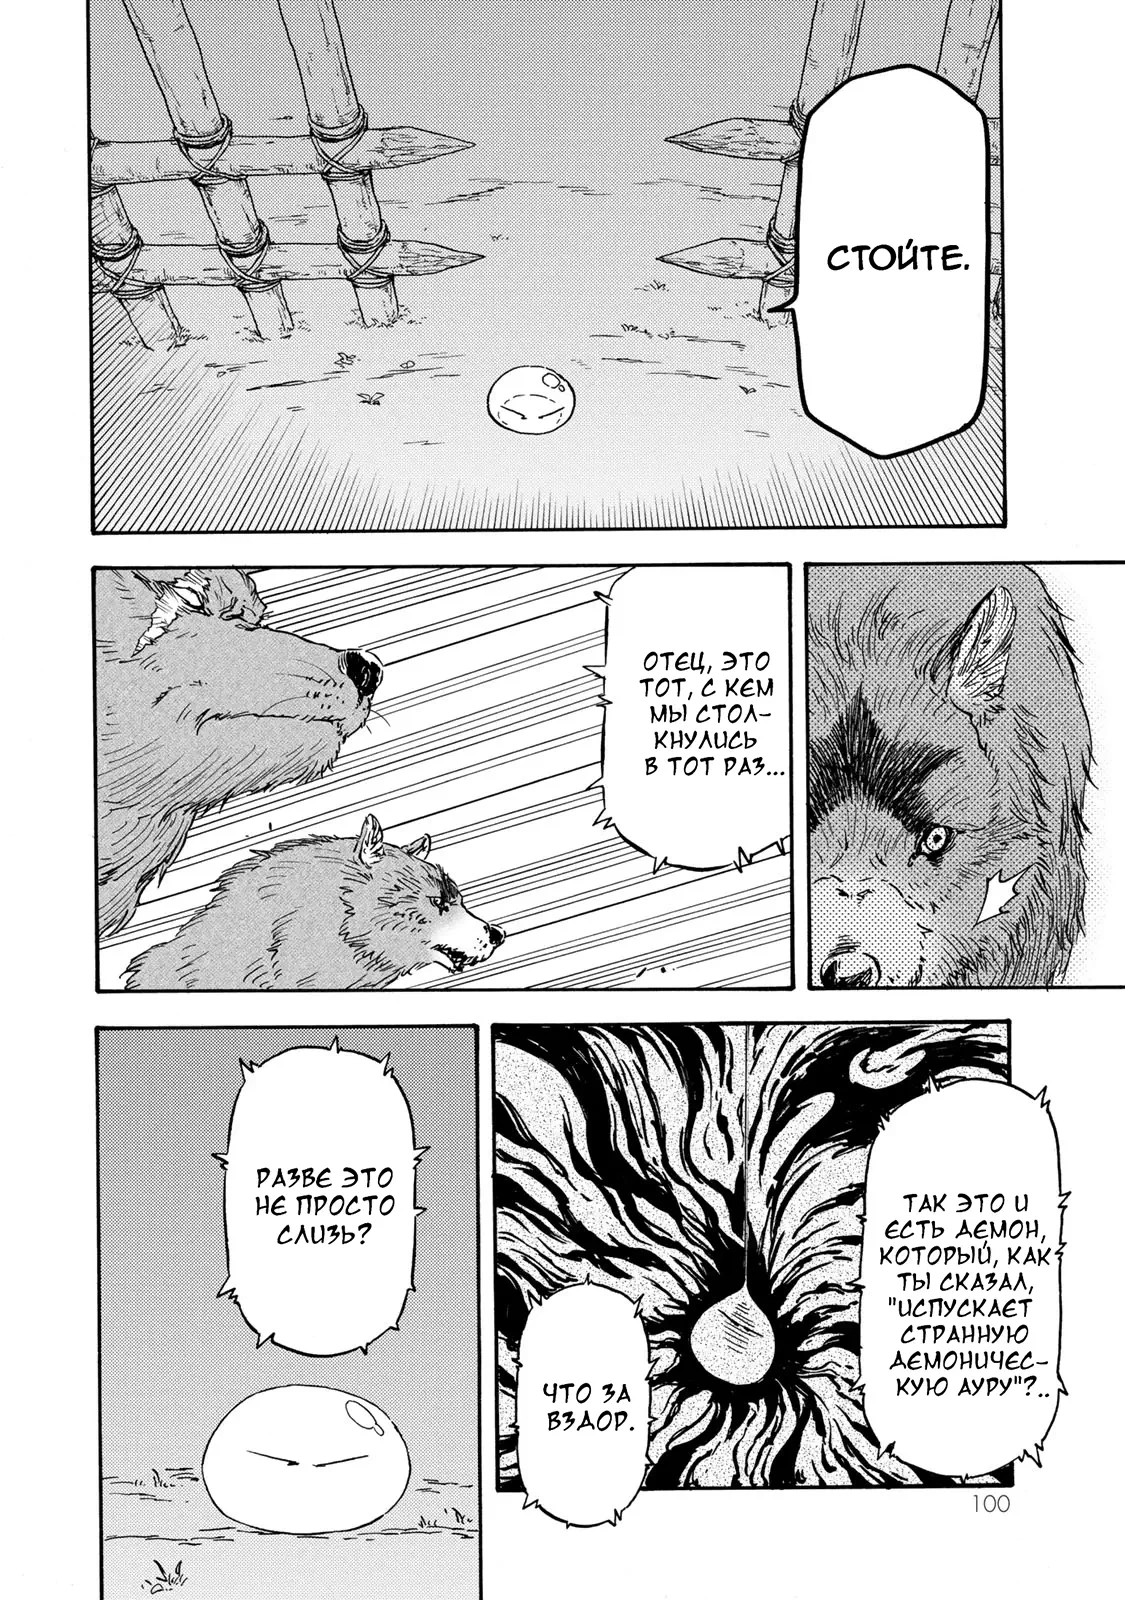 СТОЙТЕ.
ОТЕЦ, ЭТО
ТОТ, С КЕМ
МЫ СТОЛ-
КНУЛИСЬ
В ТОТ РАЗ...
ТАК ЭТО И
ЕСТЬ ДЕМОН,
КОТОРЫЙ, КАК
ТЫ СКАЗАЛ,
"ИСПУСКАЕТ
СТРАННУЮ
ДЕМОНИЧЕС-
КУЮ АУРУ"?..
ЧТО ЗА
ВЗДОР.
РАЗВЕ ЭТО
НЕ ПРОСТО
СЛИЗЬ?
100